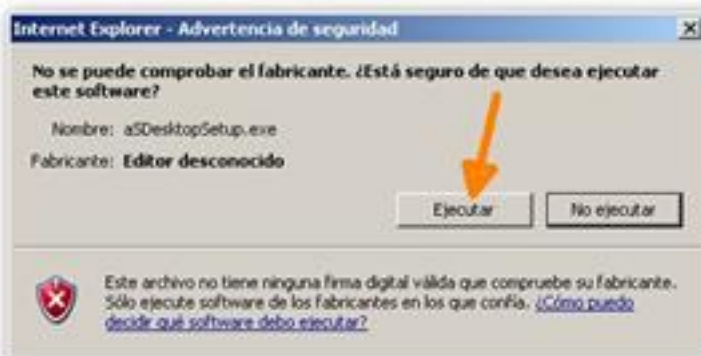 Internet Explorer - Advertencia de seguridad
No se puede comprobar el fabricante. ¿Está seguro de que desea ejecutar
este software?
Nombre: aSDesktopSetup.exe
Fabricante: Editor desconocido
Ejecutar
No ejecutar
Este archivo no tiene ninguna firma digital válida que compruebe su fabricante.
Sólo ejecute software de los fabricantes en los que confía. ¿Cómo puedo
decidir qué software debo ejecutar?